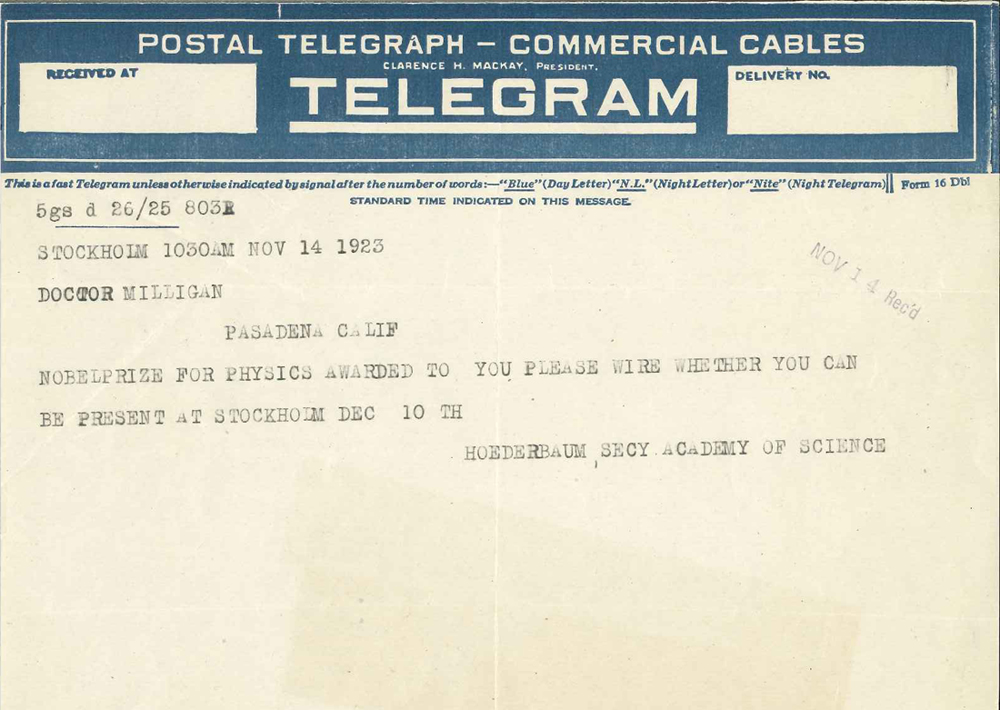 POSTAL TELEGRAPH – COMMERCIAL CABLES
CLARENCE H. MACKAY, PRESIDENT.
RECEIVED AT
TELEGRAM
DELIVERY NO.
This is a fast Telegram unless otherwise indicated by signal after the number of words:—"Blue" (Day Letter) "N.L." (Night Letter) or "Nite" (Night Telegram) || Form 16 Dbl
STANDARD TIME INDICATED ON THIS MESSAGE.
5gs d 26/25 803R
STOCKHOLM 1030AM NOV 14 1923
NOV 14 Rec'd
DOCTOR MILLIGAN
PASADENA CALIF
NOBELPRIZE FOR PHYSICS AWARDED TO YOU PLEASE WIRE WHETHER YOU CAN
BE PRESENT AT STOCKHOLM DEC 10 TH
HOEDERBAUM , SECY ACADEMY OF SCIENCE